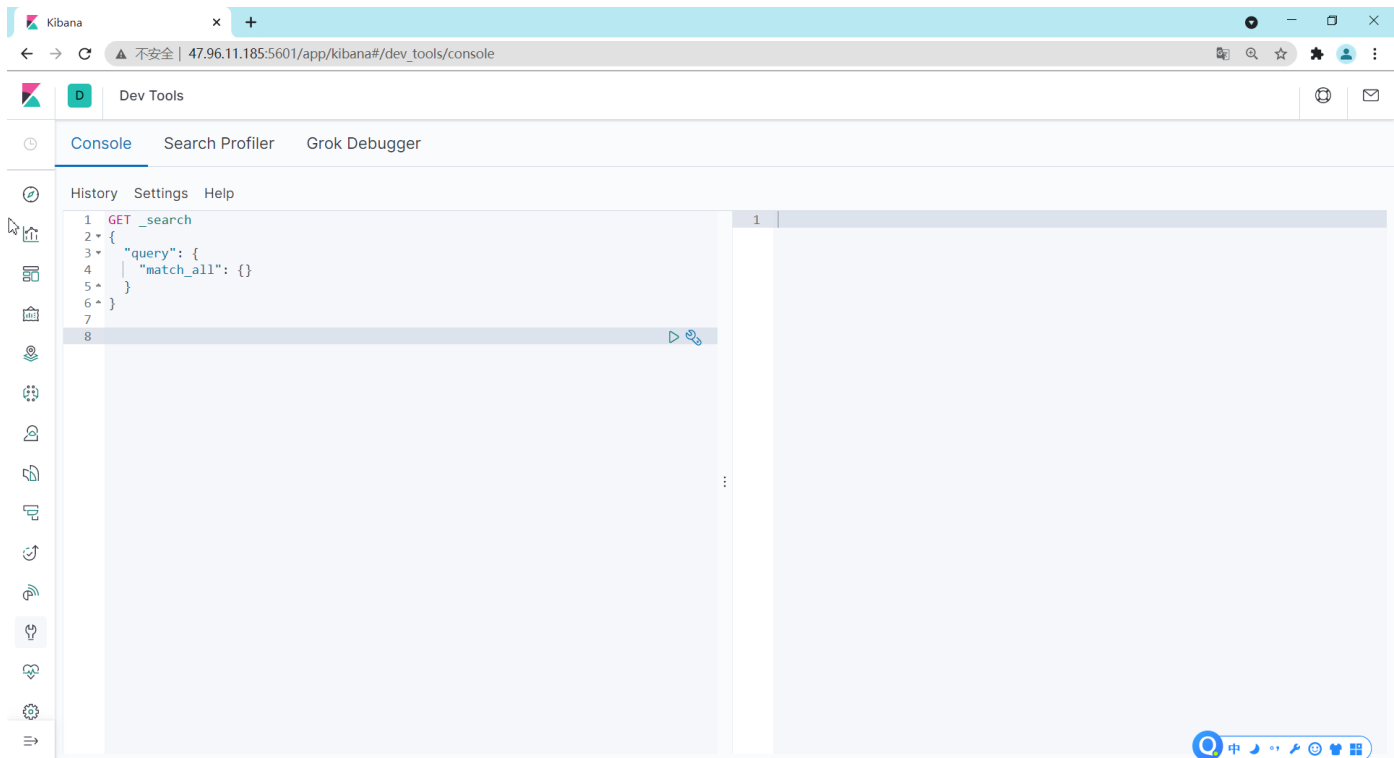 Kibana
不安全 | 47.96.11.185:5601/app/kibana#/dev_tools/console
D Dev Tools
Console Search Profiler Grok Debugger
History Settings Help
1 GET _search
2 {
3 "query": {
4 "match_all": {}
5 }
6 }
7
8
1
中